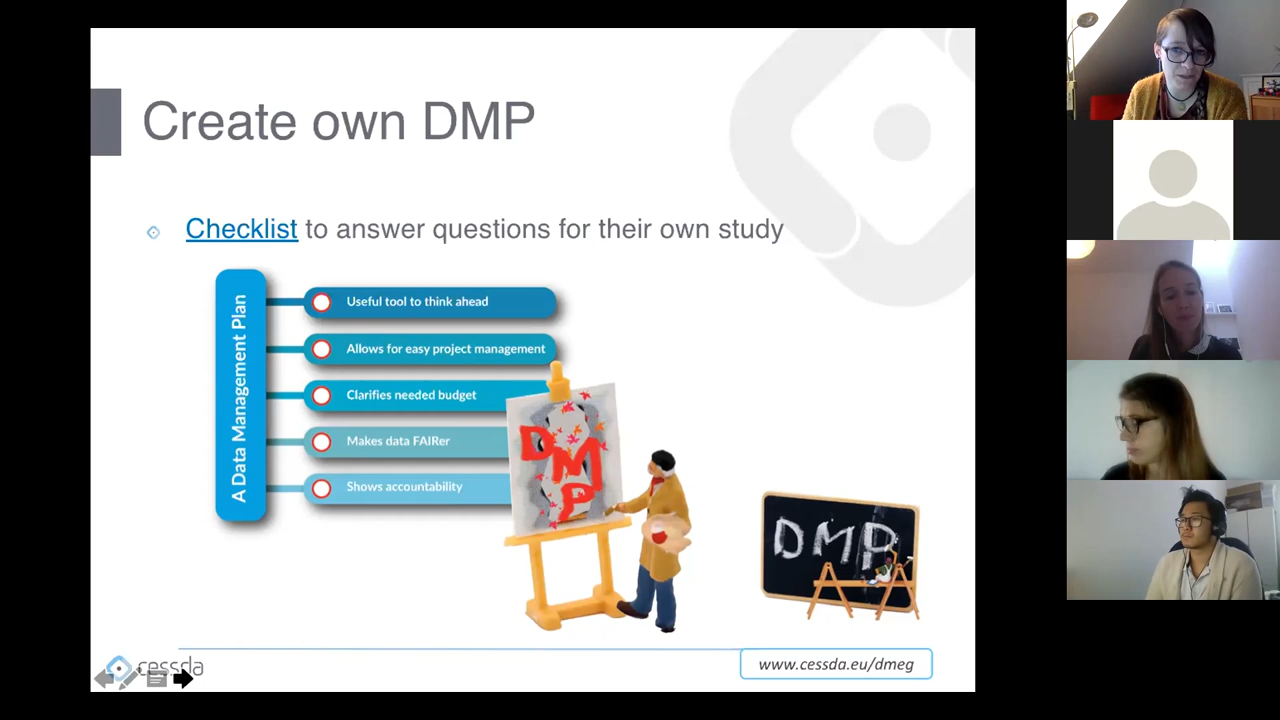 Create own DMP
Checklist to answer questions for their own study
A Data Management Plan
Useful tool to think ahead
Allows for easy project management
Clarifies needed budget
Makes data FAIRer
Shows accountability
DMP
DMP
cessda
www.cessda.eu/dmeg